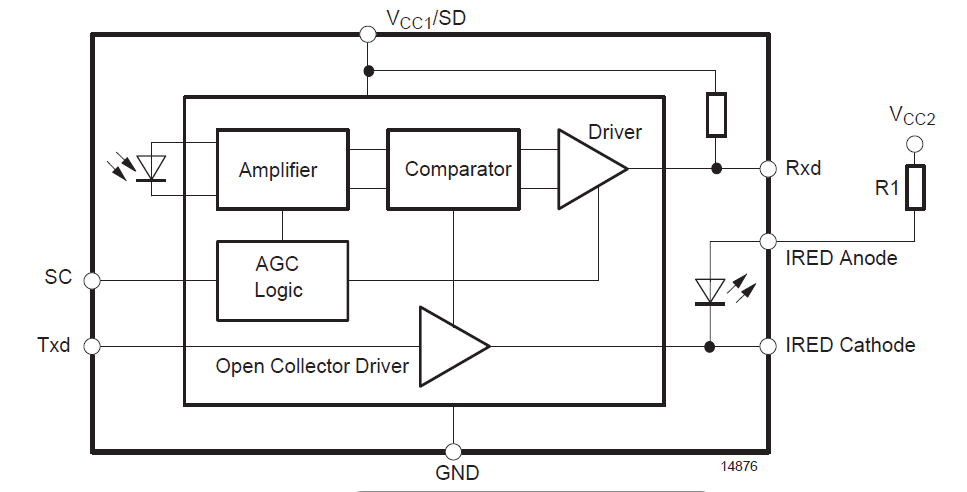 VCC1/SD
Driver
VCC2
Amplifier
Comparator
Rxd
R1
SC
AGC
Logic
IRED Anode
Txd
Open Collector Driver
IRED Cathode
GND
14876